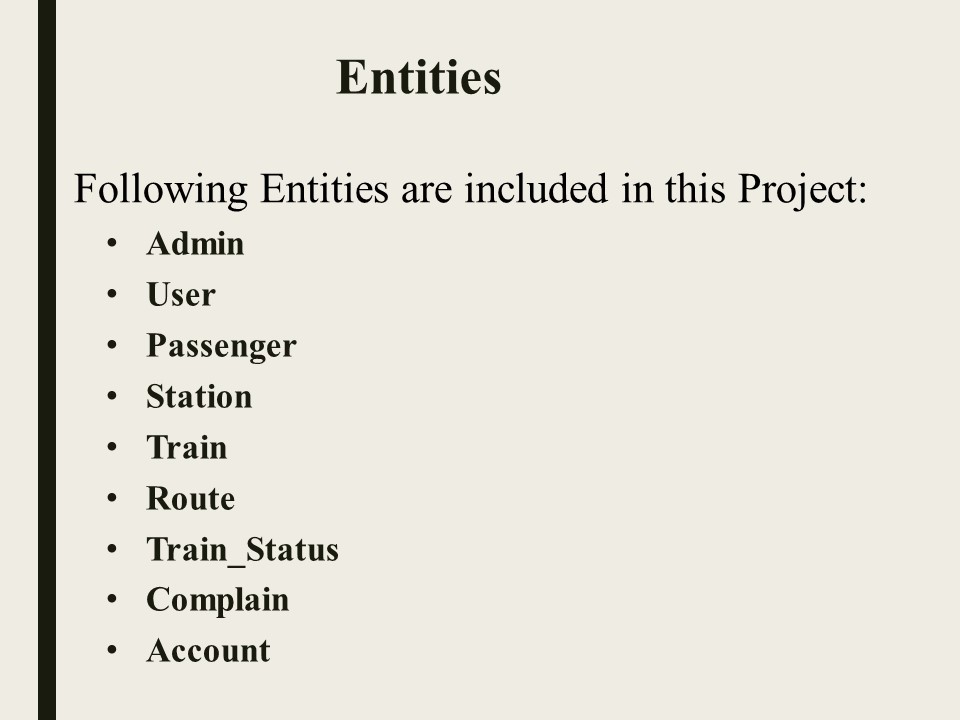 Entities
Following Entities are included in this Project:
• Admin
• User
• Passenger
• Station
• Train
• Route
• Train_Status
• Complain
• Account